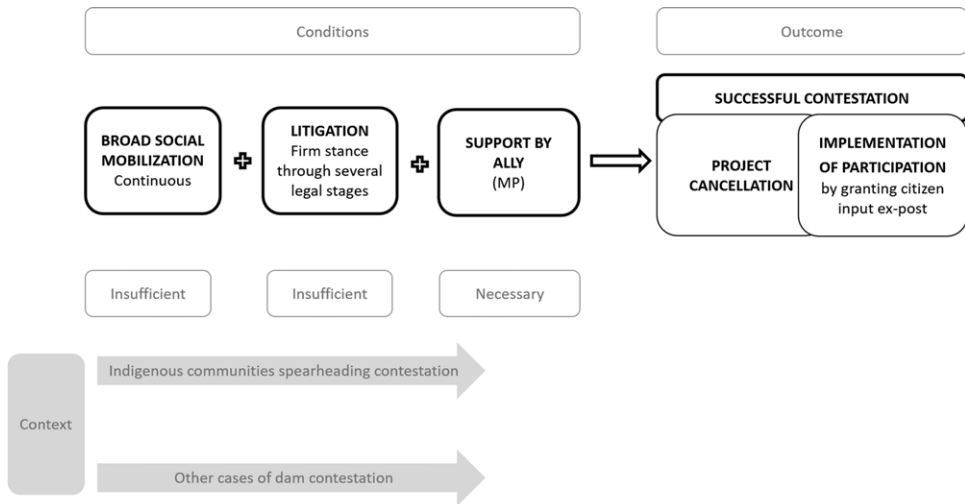 Conditions
Outcome
SUCCESSFUL CONTESTATION
BROAD SOCIAL
MOBILIZATION
Continuous
LITIGATION
Firm stance
through several
legal stages
SUPPORT BY
ALLY
(MP)
PROJECT
CANCELLATION
IMPLEMENTATION
OF PARTICIPATION
by granting citizen
input ex-post
Insufficient
Insufficient
Necessary
Context
Indigenous communities spearheading contestation
Other cases of dam contestation